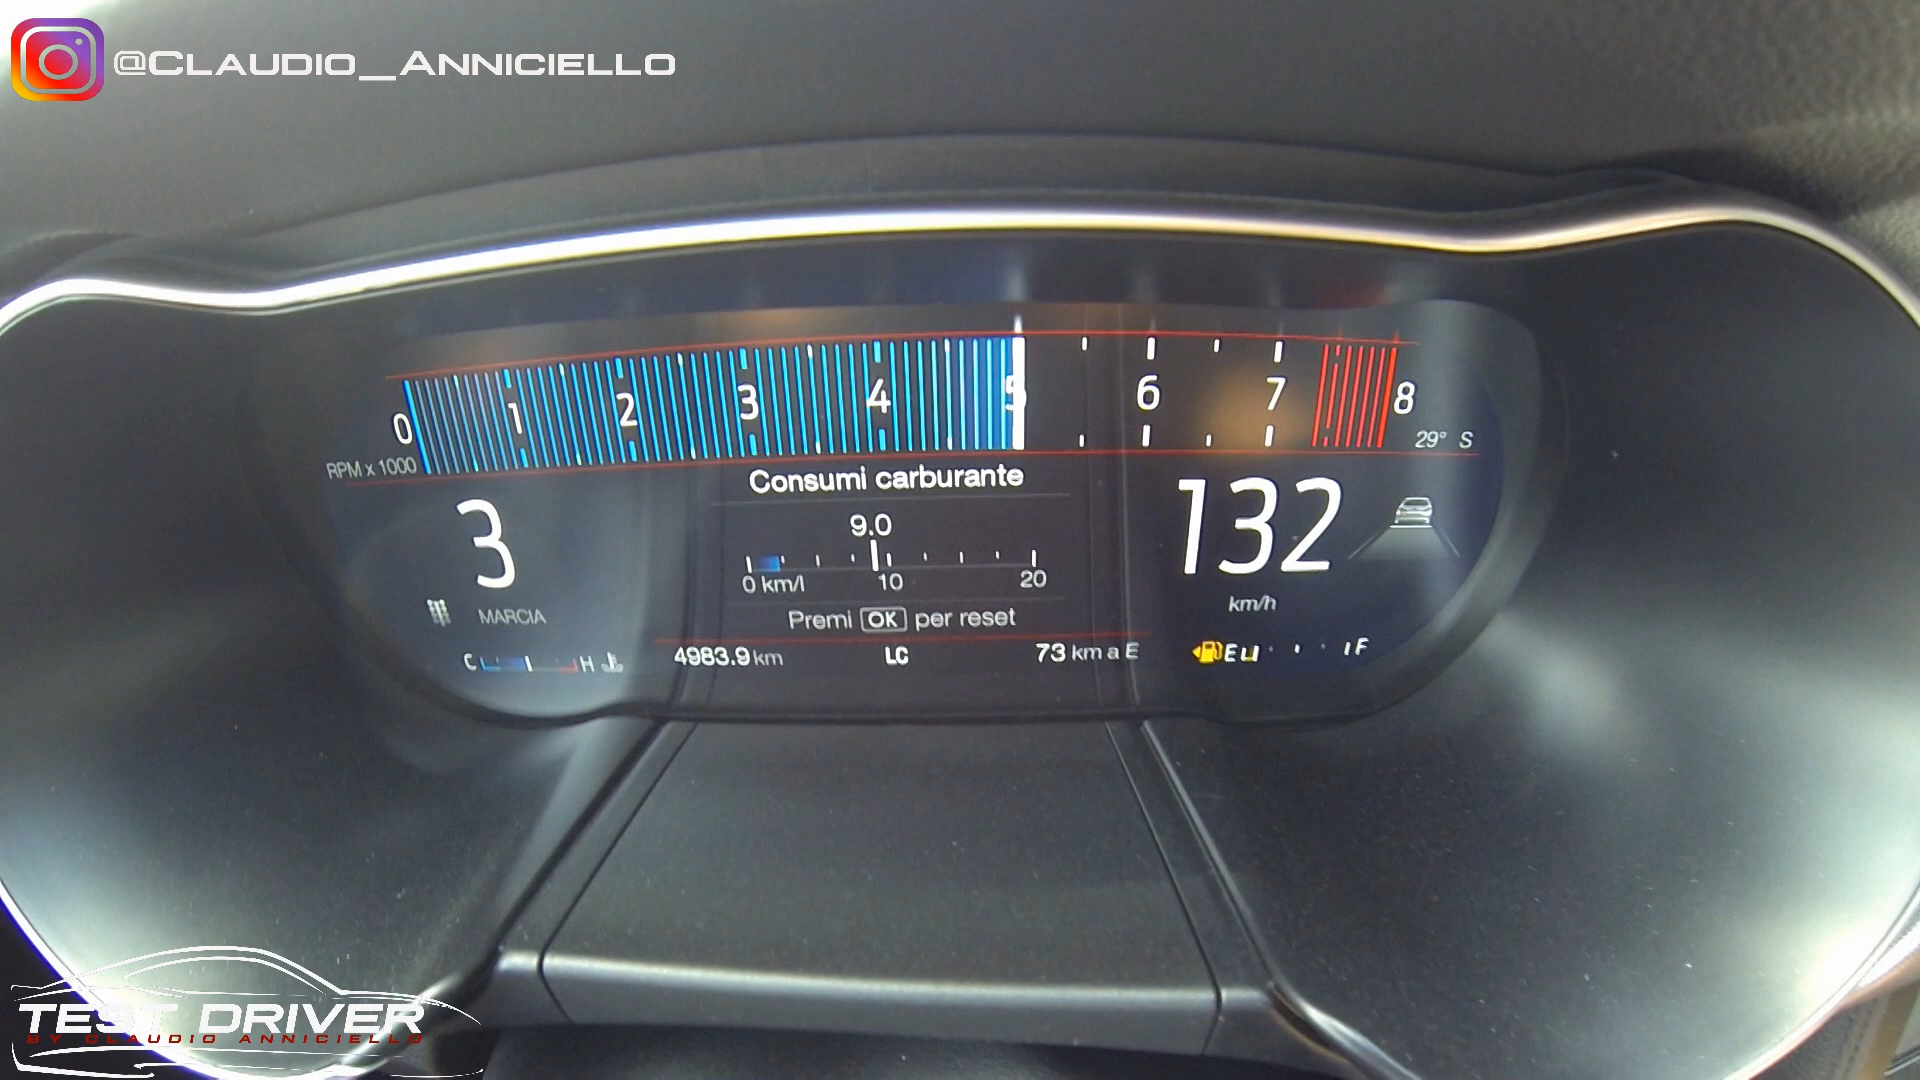 @Claudio_Anniciello
0 1 2 3 4 5 6 7 8
RPM x 1000
29° S
Consumi carburante
3
9.0
132
0 km/l 10 20
MARCIA
km/h
Premi OK per reset
C H
4983.9 km
LC
73 km a E
E F
TEST DRIVER
BY CLAUDIO ANNICIELLO